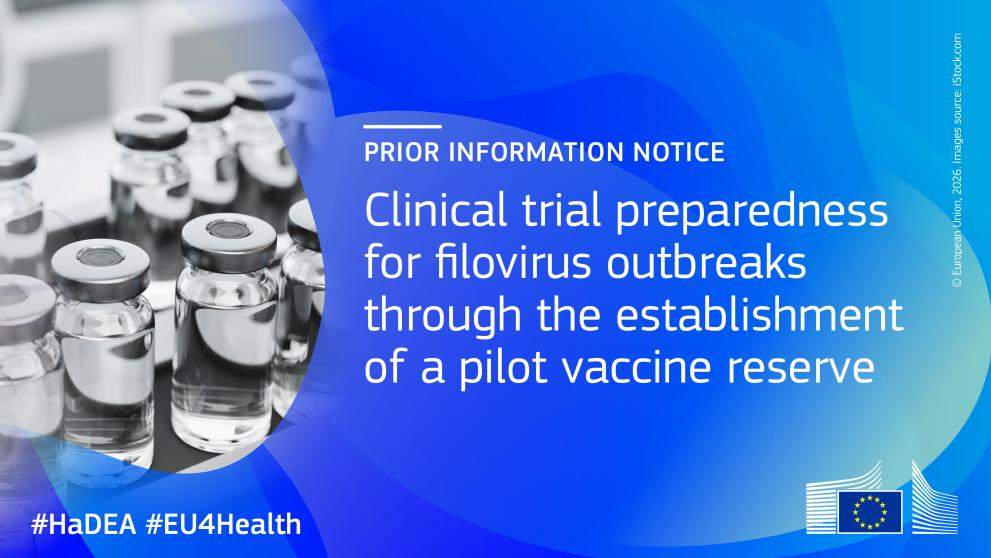 PRIOR INFORMATION NOTICE
Clinical trial preparedness
for filovirus outbreaks
through the establishment
of a pilot vaccine reserve
#HaDEA #EU4Health
© European Union, 2026. Images source: iStock.com